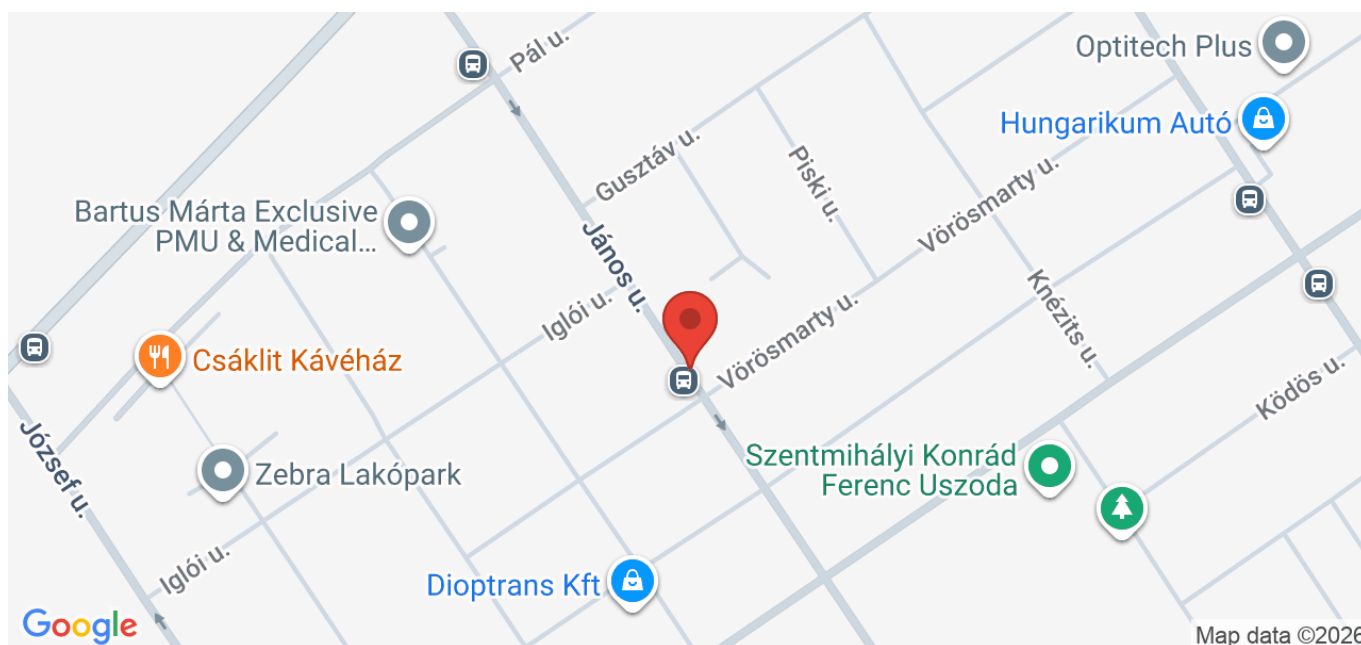 Pál u.
Optitech Plus
Hungarikum Autó
Gusztáv u.
Piski u.
Vörösmarty u.
Bartus Márta Exclusive
PMU & Medical...
János u.
Iglói u.
Knézits u.
Vörösmarty u.
Csáklit Kávéház
Ködös u.
József u.
Zebra Lakópark
Szentmihályi Konrád
Ferenc Uszoda
Iglói u.
Dioptrans Kft
Google
Map data ©2026